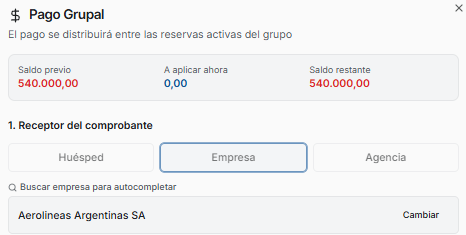 Pago Grupal
El pago se distribuirá entre las reservas activas del grupo
Saldo previo
540.000,00
A aplicar ahora
0,00
Saldo restante
540.000,00
1. Receptor del comprobante
Huésped
Empresa
Agencia
Buscar empresa para autocompletar
Aerolineas Argentinas SA
Cambiar